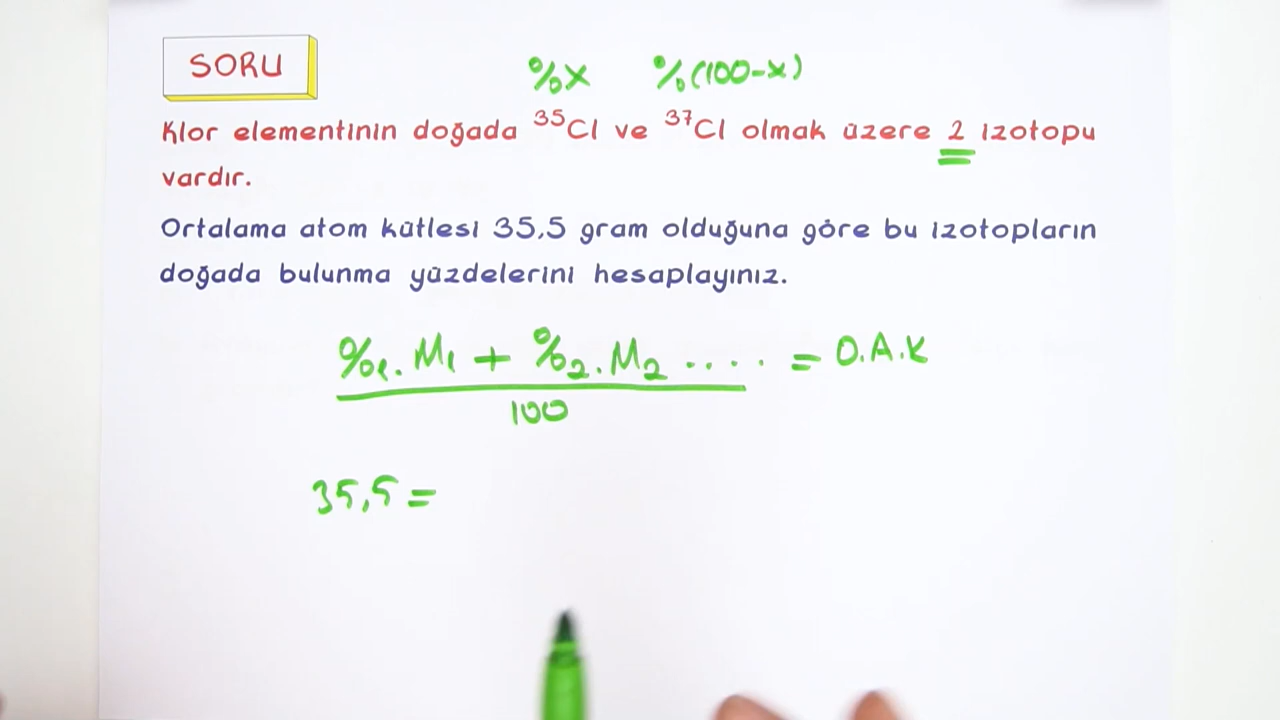 SORU
%x %(100-x)
Klor elementinin doğada ³⁵Cl ve ³⁷Cl olmak üzere 2 izotopu
vardır.
Ortalama atom kütlesi 35,5 gram olduğuna göre bu izotopların
doğada bulunma yüzdelerini hesaplayınız.
%₁.M₁ + %₂.M₂ .... = O.A.K
100
35,5 =